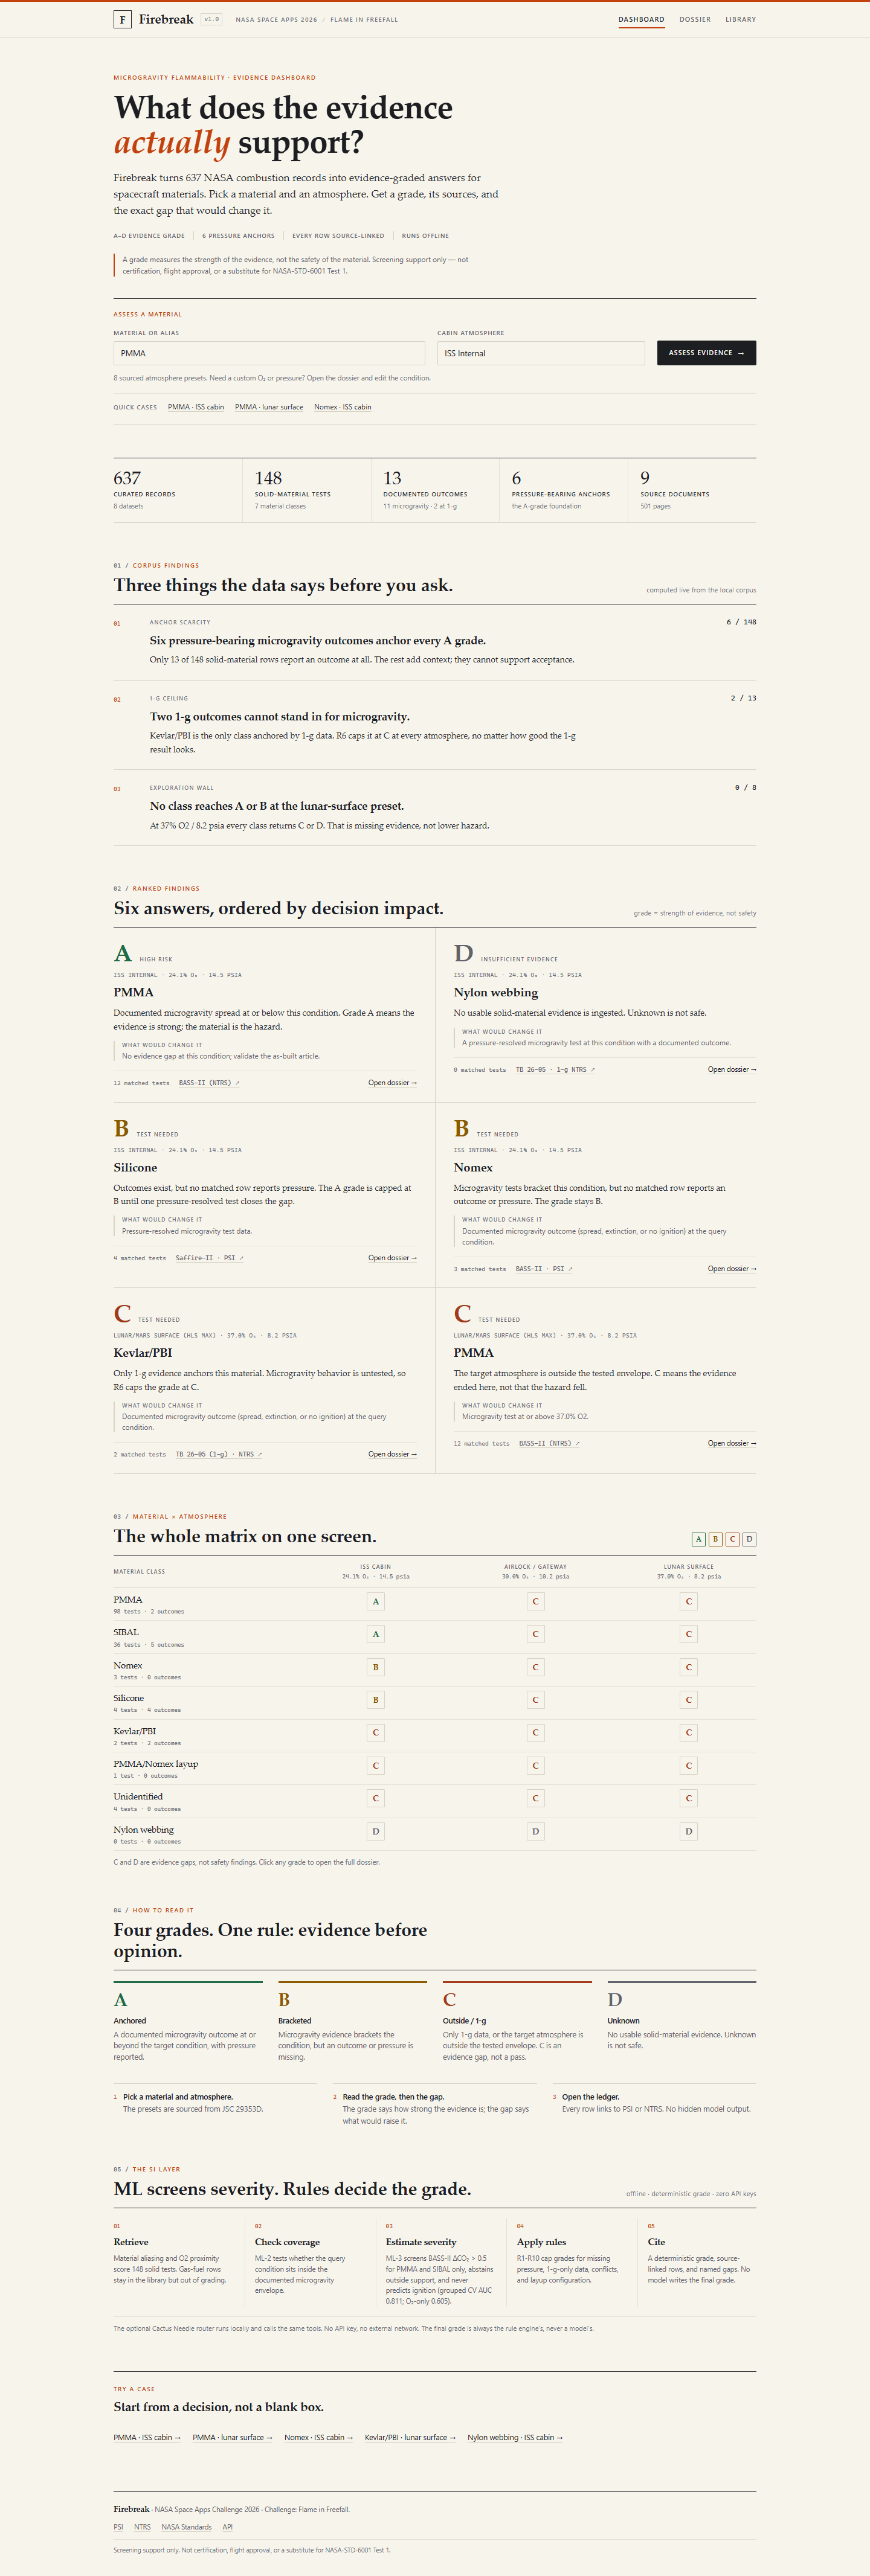 F Firebreak v1.0 NASA SPACE APPS 2026 / FLAME IN FREEFALL DASHBOARD DOSSIER LIBRARY
MICROGRAVITY FLAMMABILITY · EVIDENCE DASHBOARD
What does the evidence
actually support?
Firebreak turns 637 NASA combustion records into evidence-graded answers for
spacecraft materials. Pick a material and an atmosphere. Get a grade, its sources, and
the exact gap that would change it.
A–D EVIDENCE GRADE 6 PRESSURE ANCHORS EVERY ROW SOURCE-LINKED RUNS OFFLINE
A grade measures the strength of the evidence, not the safety of the material. Screening support only — not
certification, flight approval, or a substitute for NASA-STD-6001 Test 1.
ASSESS A MATERIAL
MATERIAL OR ALIAS CABIN ATMOSPHERE
PMMA ISS Internal ASSESS EVIDENCE →
8 sourced atmosphere presets. Need a custom O₂ or pressure? Open the dossier and edit the condition.
QUICK CASES PMMA · ISS cabin PMMA · lunar surface Nomex · ISS cabin
637 148 13 6 9
CURATED RECORDS SOLID-MATERIAL TESTS DOCUMENTED OUTCOMES PRESSURE-BEARING ANCHORS SOURCE DOCUMENTS
8 datasets 7 material classes 11 microgravity · 2 at 1-g the A-grade foundation 501 pages
01 / CORPUS FINDINGS
Three things the data says before you ask. computed live from the local corpus
01 ANCHOR SCARCITY 6 / 148
Six pressure-bearing microgravity outcomes anchor every A grade.
Only 13 of 148 solid-material rows report an outcome at all. The rest add context; they cannot support acceptance.
02 1-G CEILING 2 / 13
Two 1-g outcomes cannot stand in for microgravity.
Kevlar/PBI is the only class anchored by 1-g data. R6 caps it at C at every atmosphere, no matter how good the 1-g
result looks.
03 EXPLORATION WALL 0 / 8
No class reaches A or B at the lunar-surface preset.
At 37% O2 / 8.2 psia every class returns C or D. That is missing evidence, not lower hazard.
02 / RANKED FINDINGS
Six answers, ordered by decision impact. grade = strength of evidence, not safety
A HIGH RISK
ISS INTERNAL · 24.1% O₂ · 14.5 PSIA
PMMA
Documented microgravity spread at or below this condition. Grade A means the
evidence is strong; the material is the hazard.
WHAT WOULD CHANGE IT
No evidence gap at this condition; validate the as-built article.
12 matched tests BASS-II (NTRS) ↗ Open dossier →
D INSUFFICIENT EVIDENCE
ISS INTERNAL · 24.1% O₂ · 14.5 PSIA
Nylon webbing
No usable solid-material evidence is ingested. Unknown is not safe.
WHAT WOULD CHANGE IT
A pressure-resolved microgravity test at this condition with a documented outcome.
0 matched tests TB 26-05 · 1-g NTRS ↗ Open dossier →
B TEST NEEDED
ISS INTERNAL · 24.1% O₂ · 14.5 PSIA
Silicone
Outcomes exist, but no matched row reports pressure. The A grade is capped at
B until one pressure-resolved test closes the gap.
WHAT WOULD CHANGE IT
Pressure-resolved microgravity test data.
4 matched tests Saffire-II · PSI ↗ Open dossier →
B TEST NEEDED
ISS INTERNAL · 24.1% O₂ · 14.5 PSIA
Nomex
Microgravity tests bracket this condition, but no matched row reports an
outcome or pressure. The grade stays B.
WHAT WOULD CHANGE IT
Documented microgravity outcome (spread, extinction, or no ignition) at the query
condition.
3 matched tests BASS-II · PSI ↗ Open dossier →
C TEST NEEDED
LUNAR/MARS SURFACE (HLS MAX) · 37.0% O₂ · 8.2 PSIA
Kevlar/PBI
Only 1-g evidence anchors this material. Microgravity behavior is untested, so
R6 caps the grade at C.
WHAT WOULD CHANGE IT
Documented microgravity outcome (spread, extinction, or no ignition) at the query
condition.
2 matched tests TB 26-05 (1-g) · NTRS ↗ Open dossier →
C TEST NEEDED
LUNAR/MARS SURFACE (HLS MAX) · 37.0% O₂ · 8.2 PSIA
PMMA
The target atmosphere is outside the tested envelope. C means the evidence
ended here, not that the hazard fell.
WHAT WOULD CHANGE IT
Microgravity test at or above 37.0% O2.
12 matched tests BASS-II (NTRS) ↗ Open dossier →
03 / MATERIAL × ATMOSPHERE
The whole matrix on one screen. A B C D
MATERIAL CLASS ISS CABIN AIRLOCK / GATEWAY LUNAR SURFACE
24.1% O₂ · 14.5 psia 30.0% O₂ · 10.2 psia 37.0% O₂ · 8.2 psia
PMMA A C C
98 tests · 2 outcomes
SIBAL A C C
36 tests · 5 outcomes
Nomex B C C
3 tests · 0 outcomes
Silicone B C C
4 tests · 4 outcomes
Kevlar/PBI C C C
2 tests · 2 outcomes
PMMA/Nomex layup C C C
1 test · 0 outcomes
Unidentified C C C
4 tests · 0 outcomes
Nylon webbing D D D
0 tests · 0 outcomes
C and D are evidence gaps, not safety findings. Click any grade to open the full dossier.
04 / HOW TO READ IT
Four grades. One rule: evidence before
opinion.
A
Anchored
A documented microgravity outcome at or
beyond the target condition, with pressure
reported.
B
Bracketed
Microgravity evidence brackets the
condition, but an outcome or pressure is
missing.
C
Outside / 1-g
Only 1-g data, or the target atmosphere is
outside the tested envelope. C is an
evidence gap, not a pass.
D
Unknown
No usable solid-material evidence. Unknown
is not safe.
1 Pick a material and atmosphere.
The presets are sourced from JSC 29353D.
2 Read the grade, then the gap.
The grade says how strong the evidence is; the gap says
what would raise it.
3 Open the ledger.
Every row links to PSI or NTRS. No hidden model output.
05 / THE SI LAYER
ML screens severity. Rules decide the grade. offline · deterministic grade · zero API keys
01
Retrieve
Material aliasing and O2 proximity
score 148 solid tests. Gas-fuel rows
stay in the library but out of grading.
02
Check coverage
ML-2 tests whether the query
condition sits inside the
documented microgravity
envelope.
03
Estimate severity
ML-3 screens BASS-II ΔCO₂ > 0.5
for PMMA and SIBAL only, abstains
outside support, and never
predicts ignition (grouped CV AUC
0.811; O₂-only 0.605).
04
Apply rules
R1-R10 cap grades for missing
pressure, 1-g-only data, conflicts,
and layup configuration.
05
Cite
A deterministic grade, source-
linked rows, and named gaps. No
model writes the final grade.
The optional Cactus Needle router runs locally and calls the same tools. No API key, no external network. The final grade is always the rule engine's, never a model's.
TRY A CASE
Start from a decision, not a blank box.
PMMA · ISS cabin → PMMA · lunar surface → Nomex · ISS cabin → Kevlar/PBI · lunar surface → Nylon webbing · ISS cabin →
Firebreak · NASA Space Apps Challenge 2026 · Challenge: Flame in Freefall.
PSI NTRS NASA Standards API
Screening support only. Not certification, flight approval, or a substitute for NASA-STD-6001 Test 1.